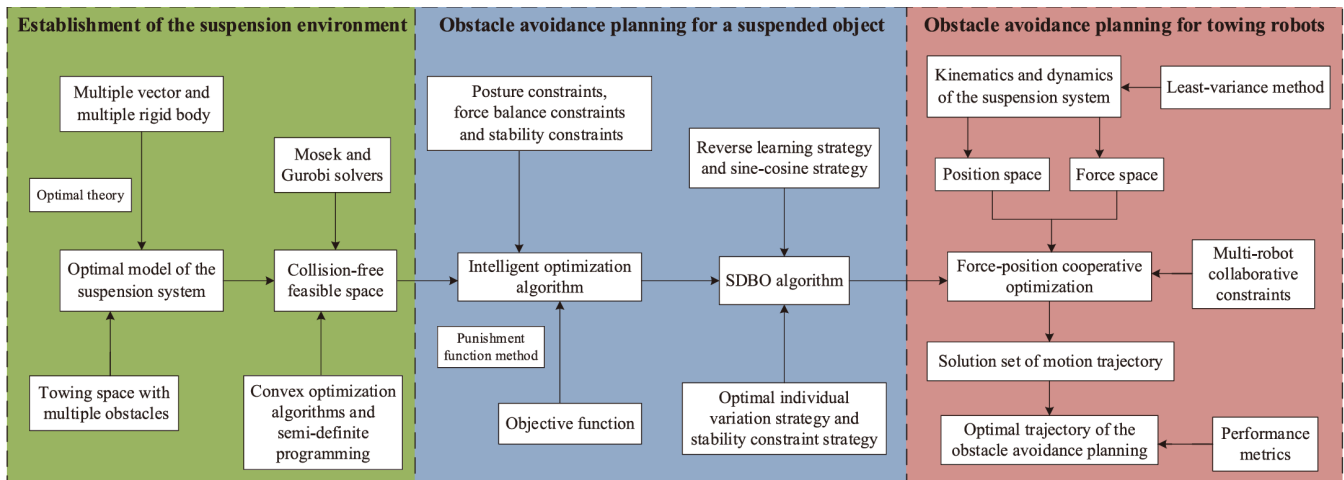 Establishment of the suspension environment
Multiple vector and
multiple rigid body
Optimal theory
Mosek and
Gurobi solvers
Optimal model of the
suspension system
Collision-free
feasible space
Towing space with
multiple obstacles
Convex optimization
algorithms and
semi-definite
programming
Obstacle avoidance planning for a suspended object
Posture constraints,
force balance constraints
and stability constraints
Reverse learning strategy
and sine-cosine strategy
Intelligent optimization
algorithm
SDBO algorithm
Punishment
function method
Objective function
Optimal individual
variation strategy and
stability constraint strategy
Obstacle avoidance planning for towing robots
Kinematics and dynamics
of the suspension system
Least-variance method
Position space
Force space
Force-position cooperative
optimization
Multi-robot
collaborative
constraints
Solution set of motion trajectory
Optimal trajectory of the
obstacle avoidance planning
Performance
metrics